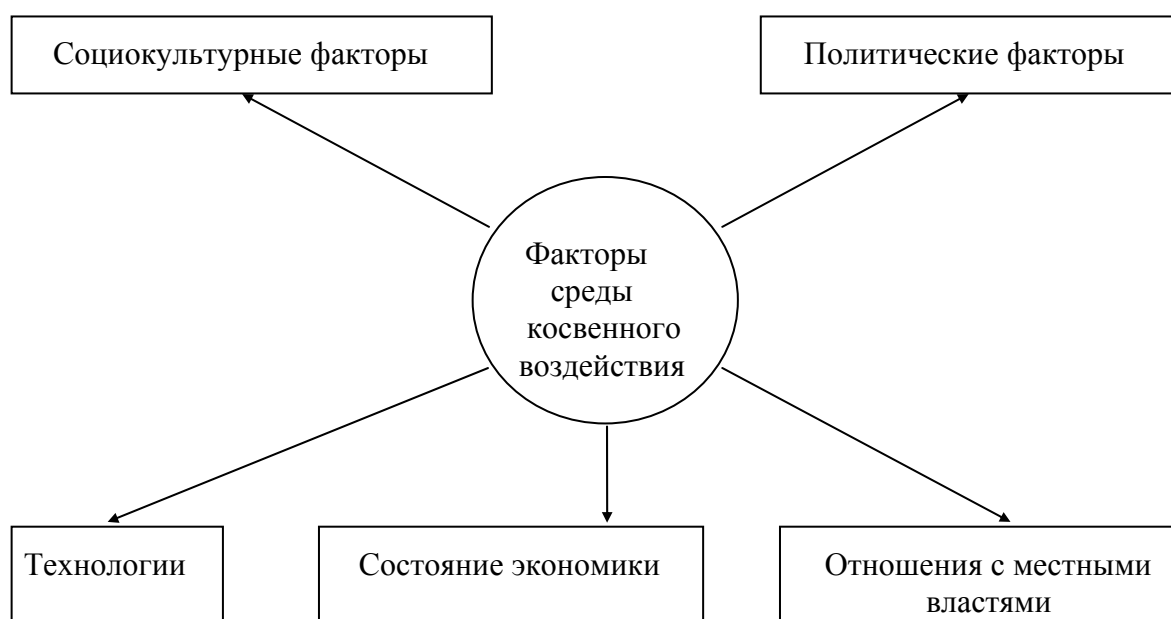 Социокультурные факторы
Политические факторы
Факторы
среды
косвенного
воздействия
Технологии
Состояние экономики
Отношения с местными
властями